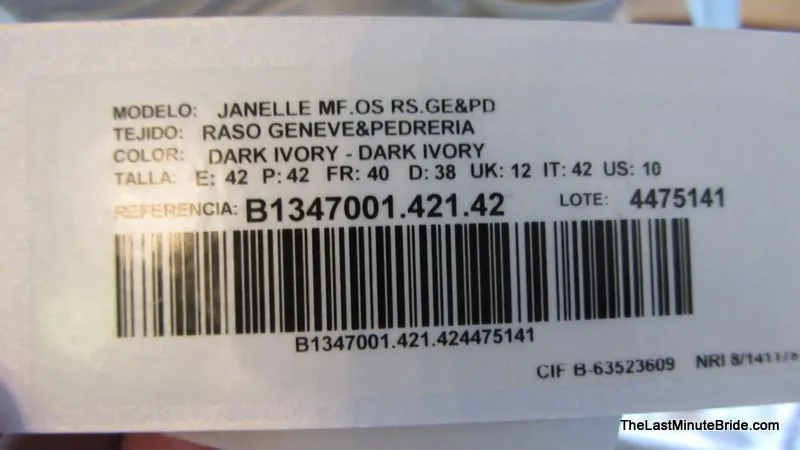 MODELO: JANELLE MF.OS RS.GE&PD
TEJIDO: RASO GENEVE&PEDRERIA
COLOR: DARK IVORY - DARK IVORY
TALLA: E: 42 P: 42 FR: 40 D: 38 UK: 12 IT: 42 US: 10
REFERENCIA: B1347001.421.42 LOTE: 4475141
B1347001.421.424475141
CIF B-63523609 NRI
TheLastMinuteBride.com